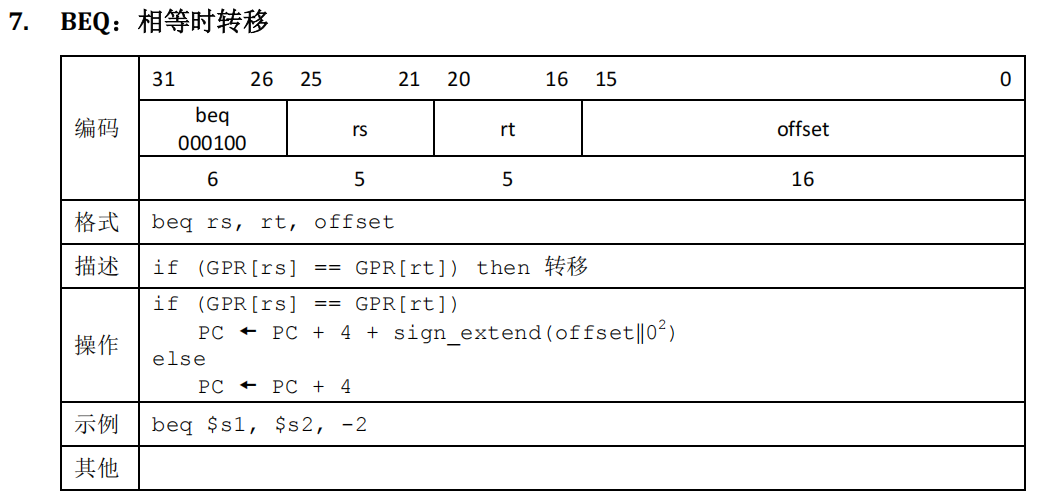 7. BEQ：相等时转移
编码
31 26 25 21 20 16 15 0
beq
000100
rs
rt
offset
6 5 5 16
格式 beq rs, rt, offset
描述 if (GPR[rs] == GPR[rt]) then 转移
操作
if (GPR[rs] == GPR[rt])
PC ← PC + 4 + sign_extend(offset||0²)
else
PC ← PC + 4
示例 beq $s1, $s2, -2
其他